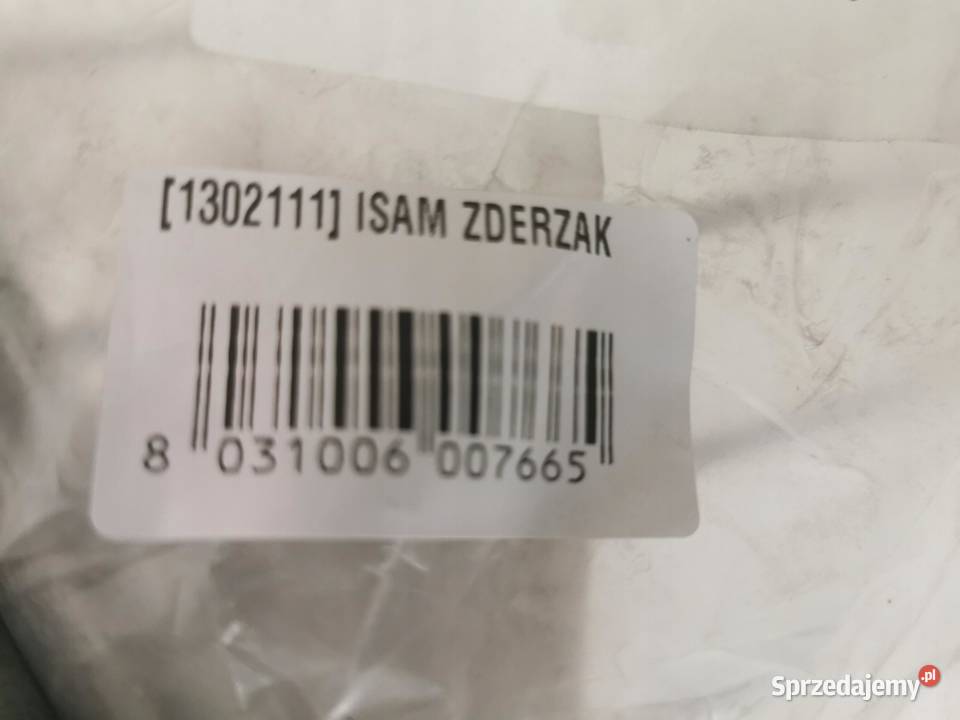 [1302111] ISAM ZDERZAK
8 031006 007665
Sprzedajemy.pl